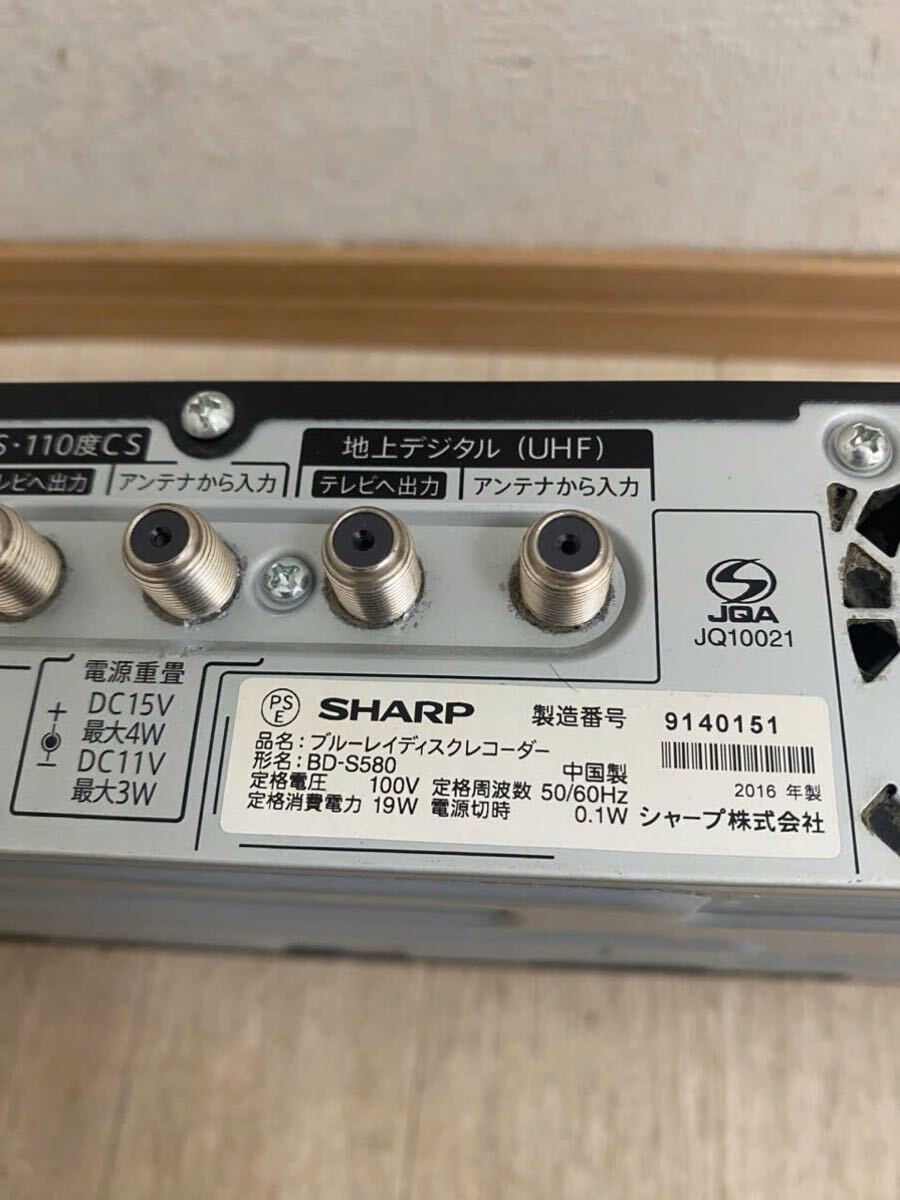 S・110度CS
地上デジタル (UHF)
レビへ出力 アンテナから入力
テレビへ出力 アンテナから入力
JQA
JQ10021
電源重畳
DC15V
最大4W
DC11V
最大3W
+
−
PS
E
SHARP 製造番号 9140151
品名:ブルーレイディスクレコーダー
形名:BD-S580 中国製
定格電圧 100V 定格周波数 50/60Hz 2016 年製
定格消費電力 19W 電源切時 0.1W シャープ株式会社